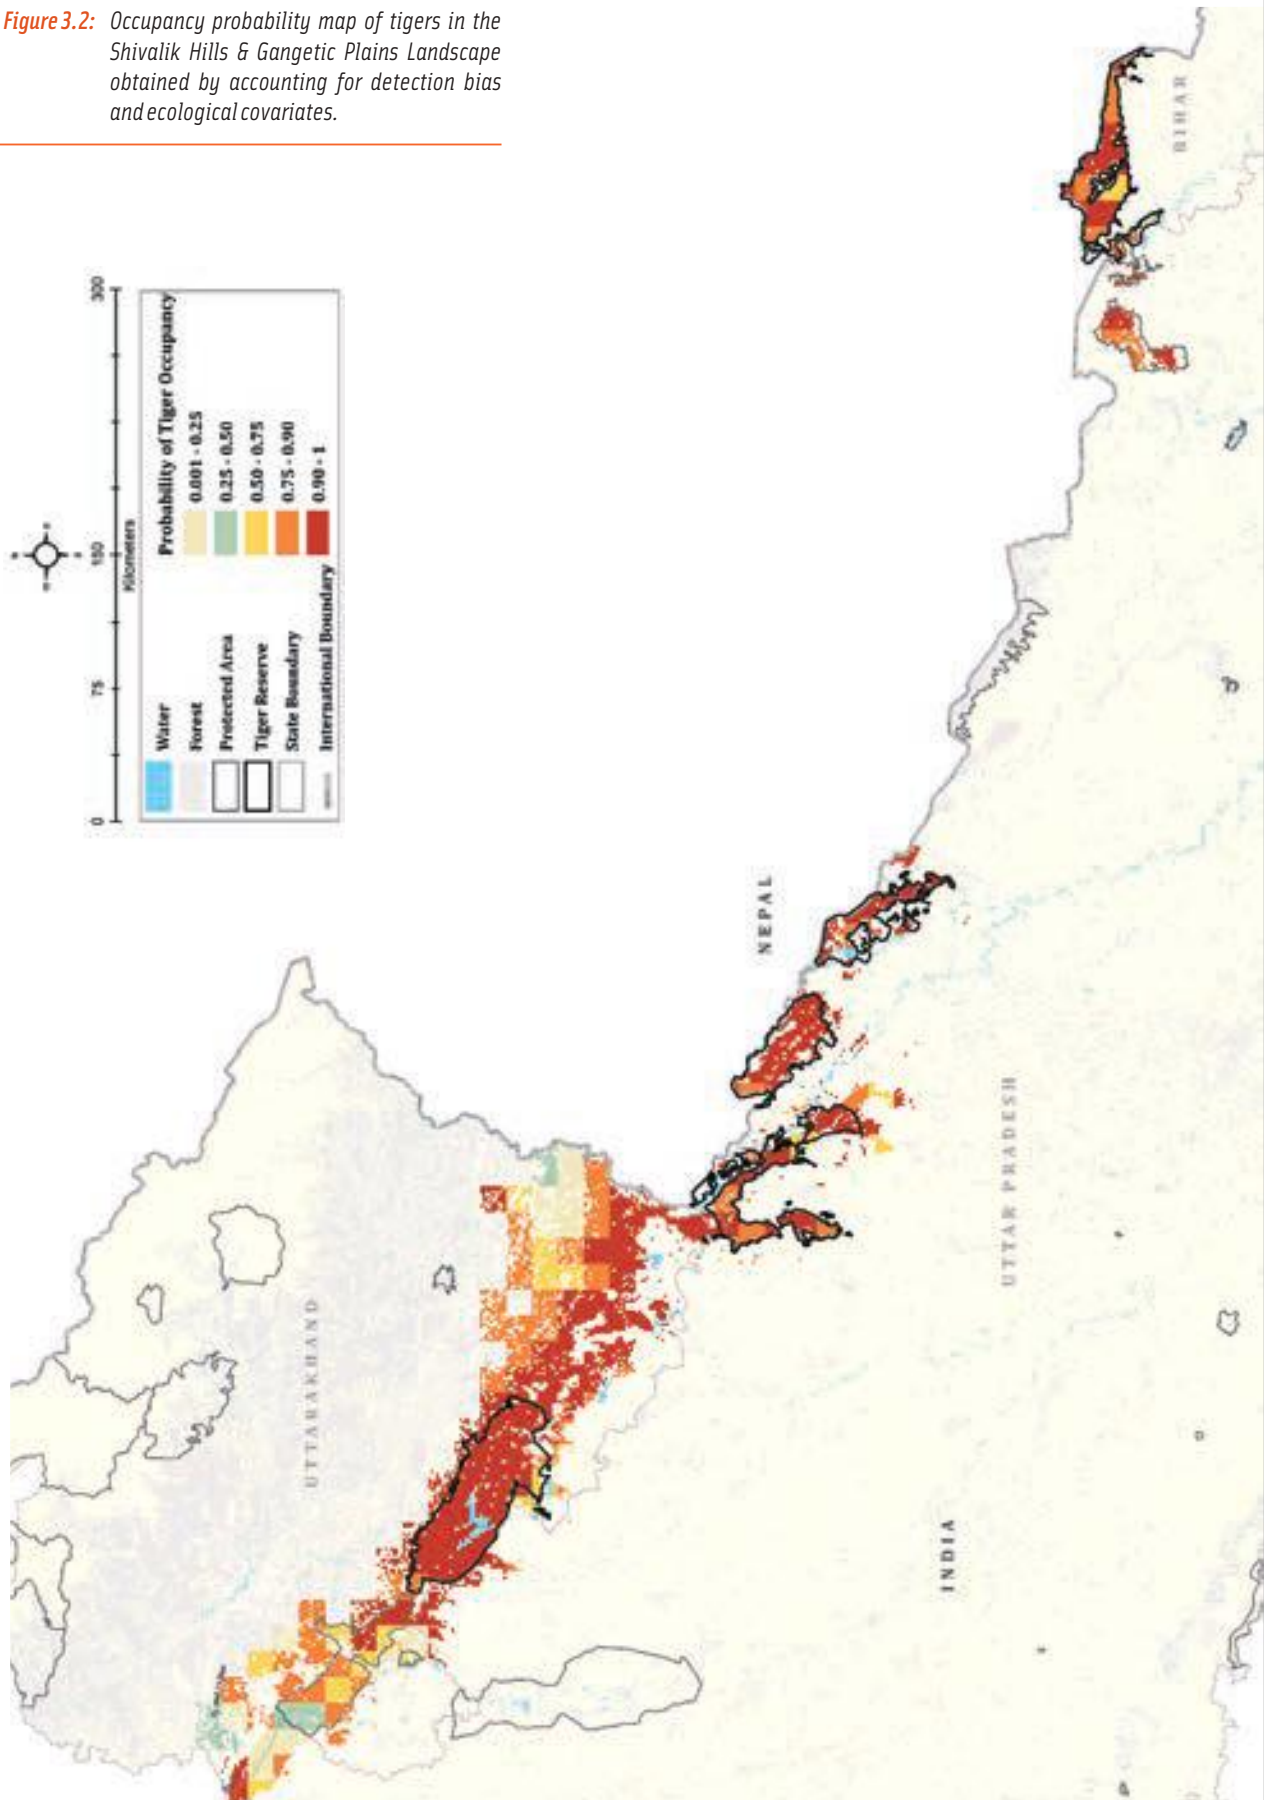 Figure 3.2: Occupancy probability map of tigers in the
Shivalik Hills & Gangetic Plains Landscape
obtained by accounting for detection bias
and ecological covariates.
0 75 150 300
Kilometers
Water
Forest
Protected Area
Tiger Reserve
State Boundary
International Boundary
Probability of Tiger Occupancy
0.001 - 0.25
0.25 - 0.50
0.50 - 0.75
0.75 - 0.90
0.90 - 1
BIHAR
NEPAL
UTTARAKHAND
UTTAR PRADESH
INDIA